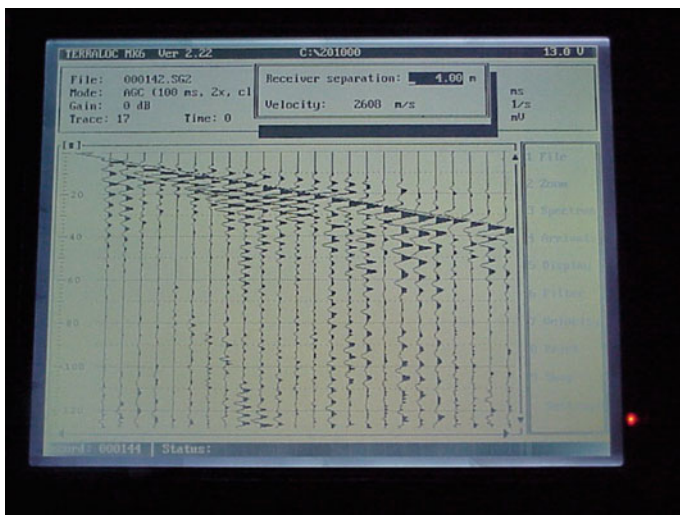 TERRALOC MK6 Ver 2.22 C:\201000 13.0 V
File: 000142.SG2
Mode: AGC (100 ms, 2x, cl
Gain: 0 dB
Trace: 17 Time: 0
Receiver separation: 4.00 m
Velocity: 2608 m/s
ms
1/s
mV
20
40
60
80
100
120
1 File
2 Zoom
3 Spectrum
5 Display
6 Filter
7 Velocity
000144 Status: